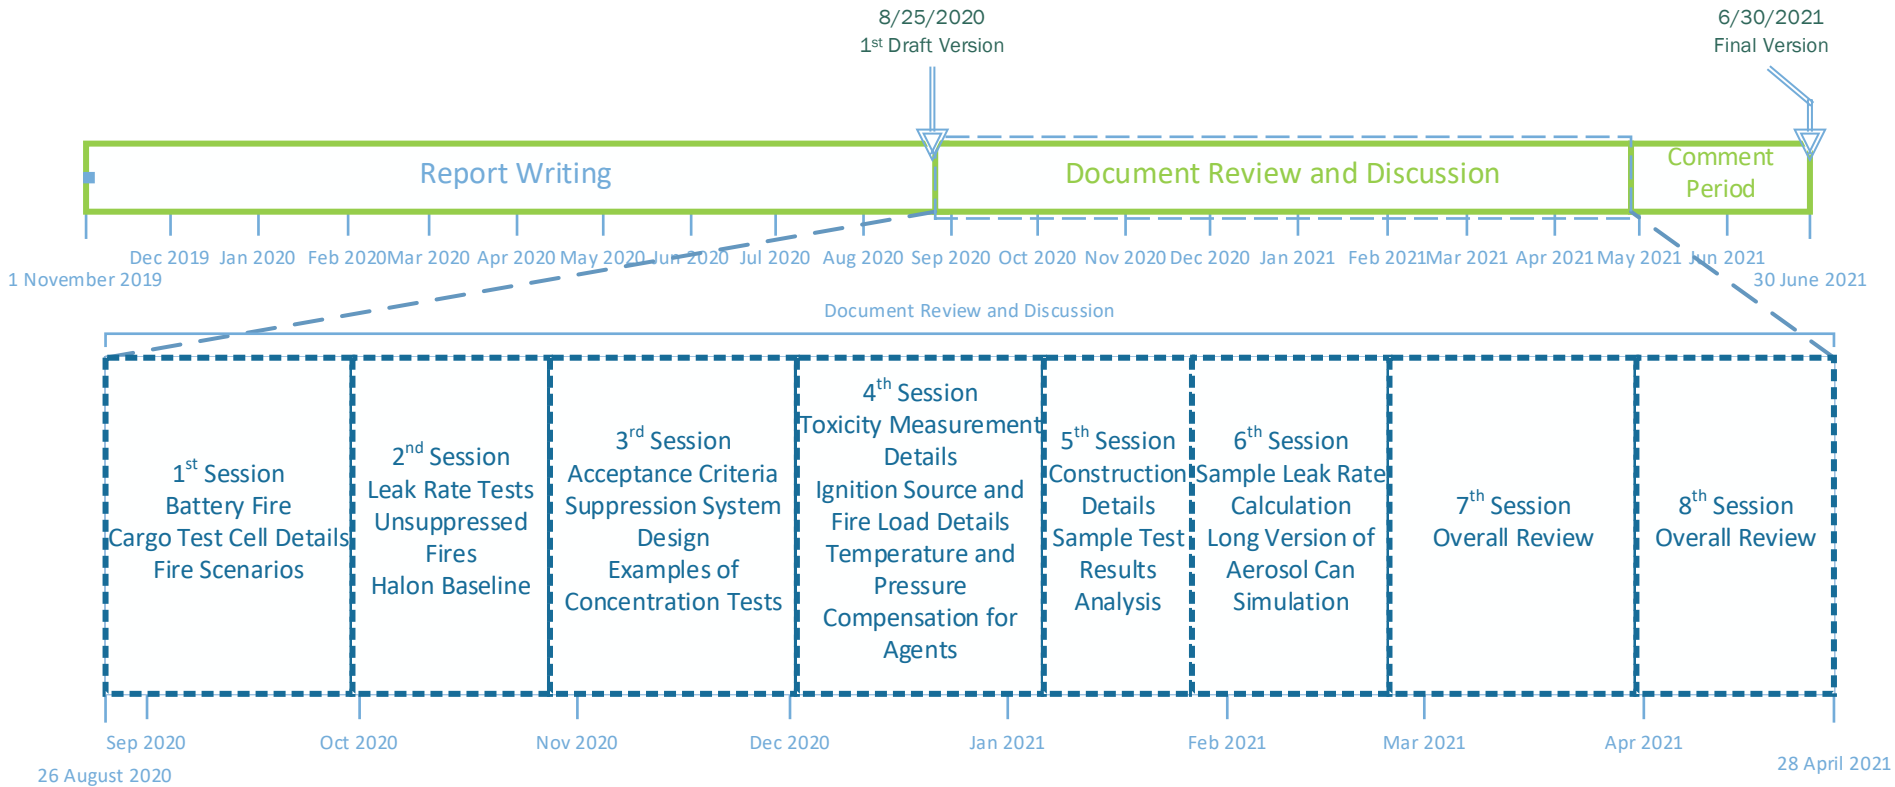 8/25/2020
1st Draft Version
6/30/2021
Final Version
Report Writing
Document Review and Discussion
Comment
Period
Dec 2019 Jan 2020 Feb 2020 Mar 2020 Apr 2020 May 2020 Jun 2020 Jul 2020 Aug 2020 Sep 2020 Oct 2020 Nov 2020 Dec 2020 Jan 2021 Feb 2021 Mar 2021 Apr 2021 May 2021 Jun 2021
1 November 2019
30 June 2021
Document Review and Discussion
1st Session
Battery Fire
Cargo Test Cell Details
Fire Scenarios
2nd Session
Leak Rate Tests
Unsuppressed
Fires
Halon Baseline
3rd Session
Acceptance Criteria
Suppression System
Design
Examples of
Concentration Tests
4th Session
Toxicity Measurement
Details
Ignition Source and
Fire Load Details
Temperature and
Pressure
Compensation for
Agents
5th Session
Construction
Details
Sample Test
Results
Analysis
6th Session
Sample Leak Rate
Calculation
Long Version of
Aerosol Can
Simulation
7th Session
Overall Review
8th Session
Overall Review
Sep 2020 Oct 2020 Nov 2020 Dec 2020 Jan 2021 Feb 2021 Mar 2021 Apr 2021
26 August 2020
28 April 2021